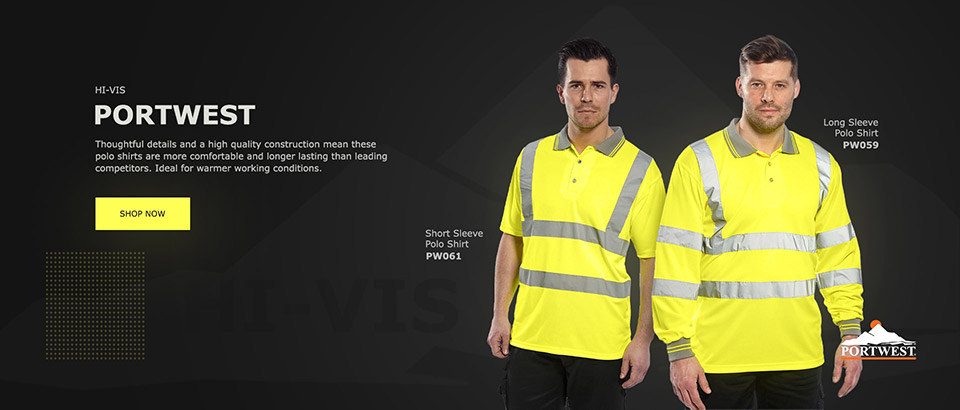 HI-VIS
PORTWEST
Thoughtful details and a high quality construction mean these
polo shirts are more comfortable and longer lasting than leading
competitors. Ideal for warmer working conditions.
SHOP NOW
HI-VIS
Short Sleeve
Polo Shirt
PW061
Long Sleeve
Polo Shirt
PW059
PORTWEST